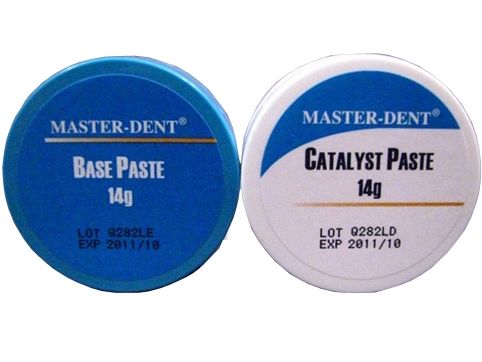 MASTER-DENT®
BASE PASTE
14g
LOT Q282LE
EXP 2011/10
MASTER-DENT®
CATALYST PASTE
14g
LOT Q282LD
EXP 2011/10